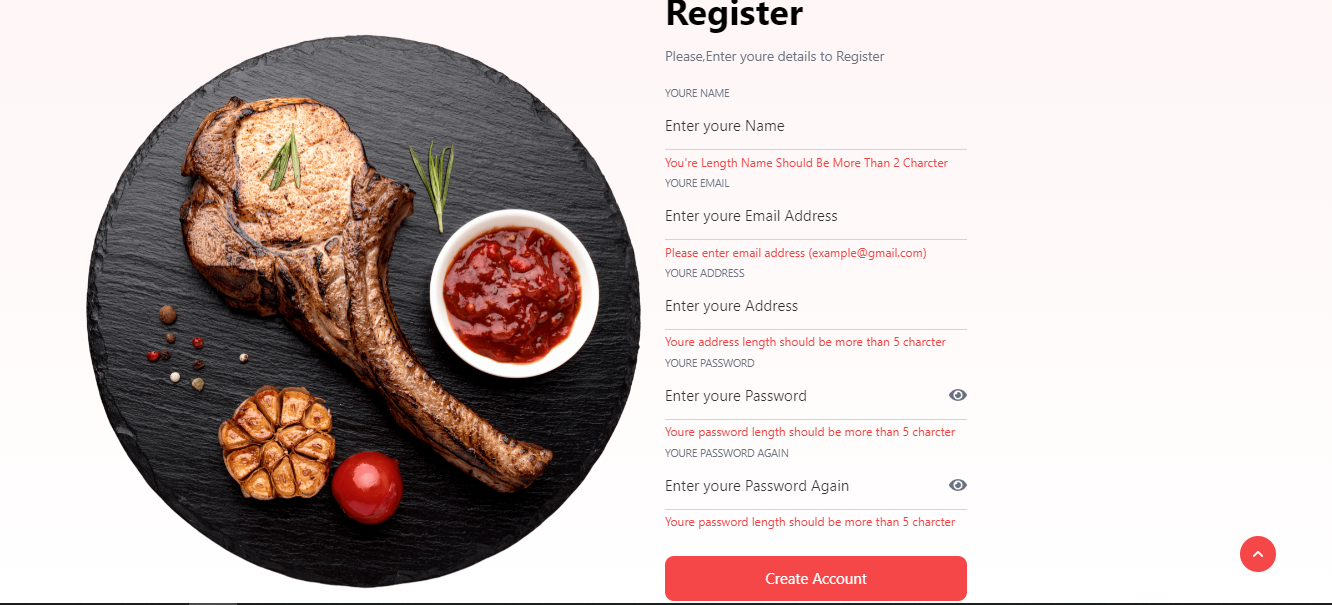 Register
Please,Enter youre details to Register
YOURE NAME
Enter youre Name
You're Length Name Should Be More Than 2 Charcter
YOURE EMAIL
Enter youre Email Address
Please enter email address (example@gmail.com)
YOURE ADDRESS
Enter youre Address
Youre address length should be more than 5 charcter
YOURE PASSWORD
Enter youre Password
Youre password length should be more than 5 charcter
YOURE PASSWORD AGAIN
Enter youre Password Again
Youre password length should be more than 5 charcter
Create Account